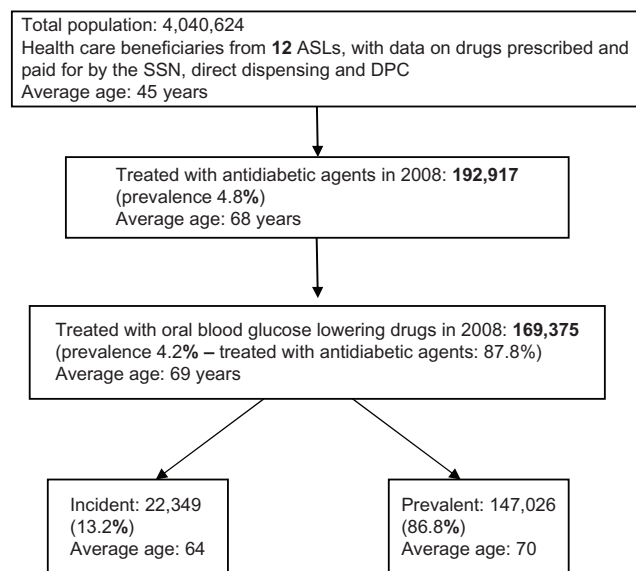 Total population: 4,040,624
Health care beneficiaries from 12 ASLs, with data on drugs prescribed and
paid for by the SSN, direct dispensing and DPC
Average age: 45 years
Treated with antidiabetic agents in 2008: 192,917
(prevalence 4.8%)
Average age: 68 years
Treated with oral blood glucose lowering drugs in 2008: 169,375
(prevalence 4.2% – treated with antidiabetic agents: 87.8%)
Average age: 69 years
Incident: 22,349
(13.2%)
Average age: 64
Prevalent: 147,026
(86.8%)
Average age: 70